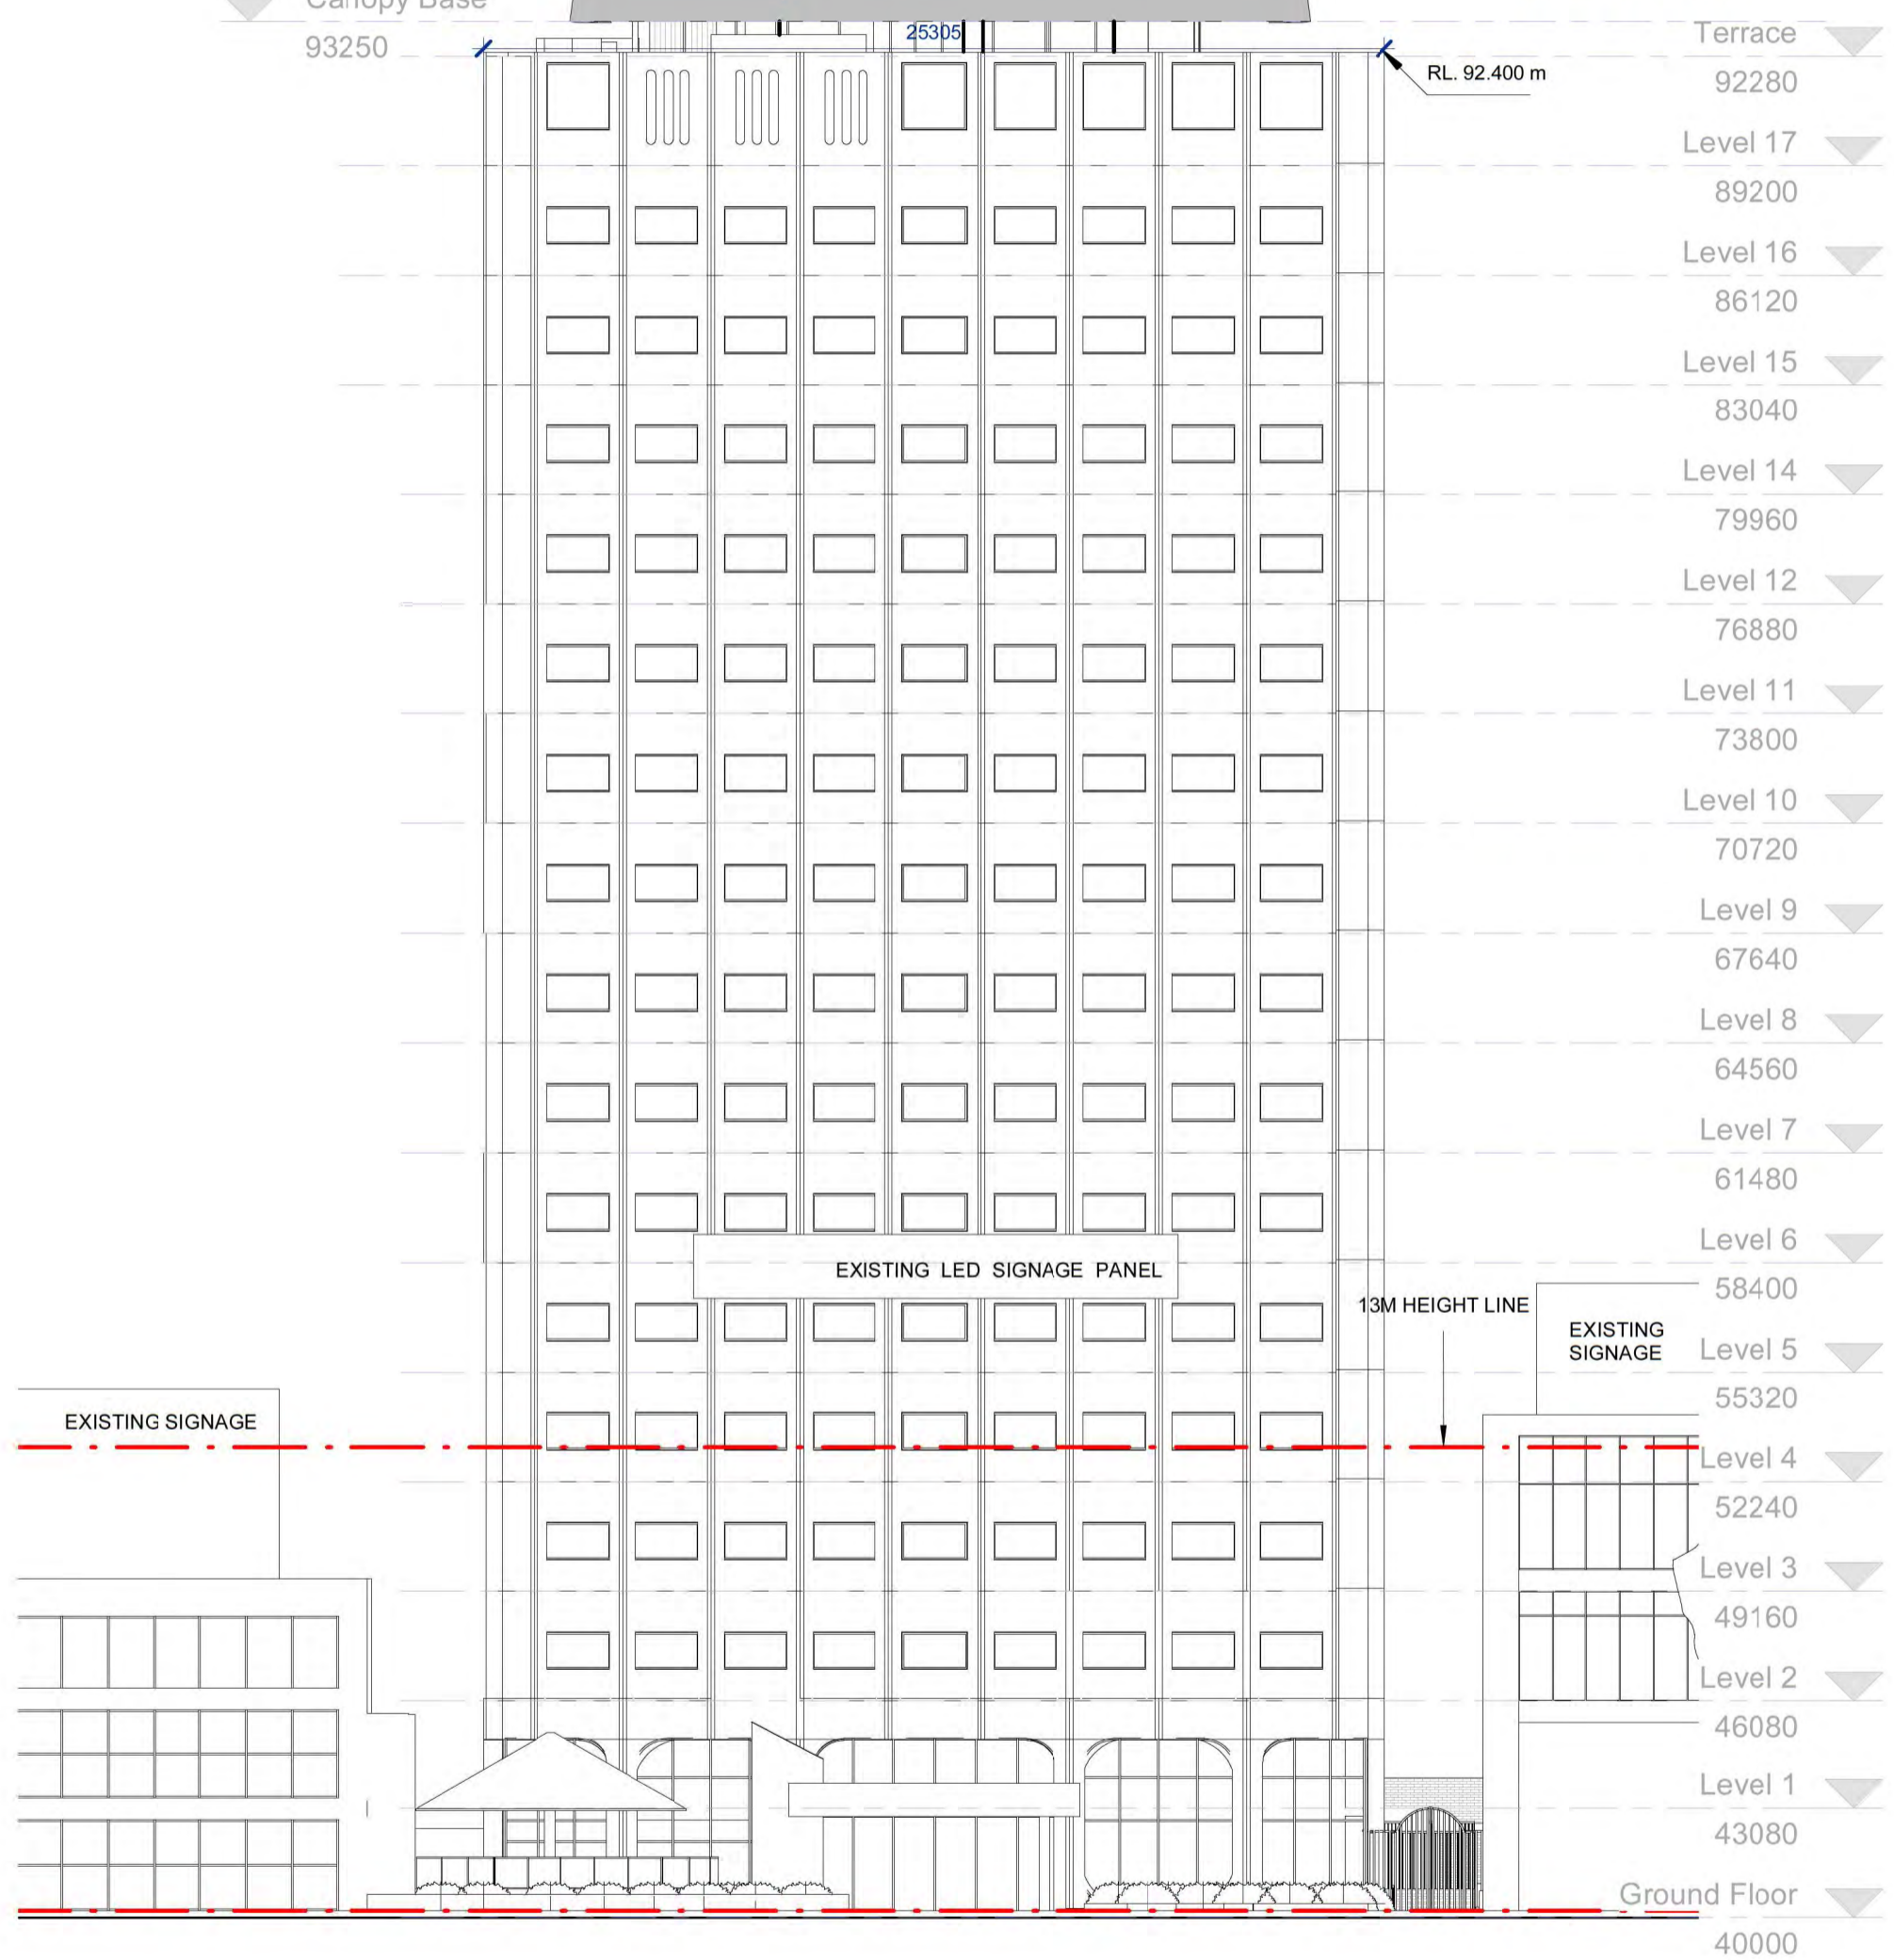 Canopy Base
93250
25305
RL. 92.400 m
Terrace
92280
Level 17
89200
Level 16
86120
Level 15
83040
Level 14
79960
Level 12
76880
Level 11
73800
Level 10
70720
Level 9
67640
Level 8
64560
Level 7
61480
Level 6
58400
EXISTING LED SIGNAGE PANEL
13M HEIGHT LINE
EXISTING
SIGNAGE
Level 5
55320
EXISTING SIGNAGE
Level 4
52240
Level 3
49160
Level 2
46080
Level 1
43080
Ground Floor
40000